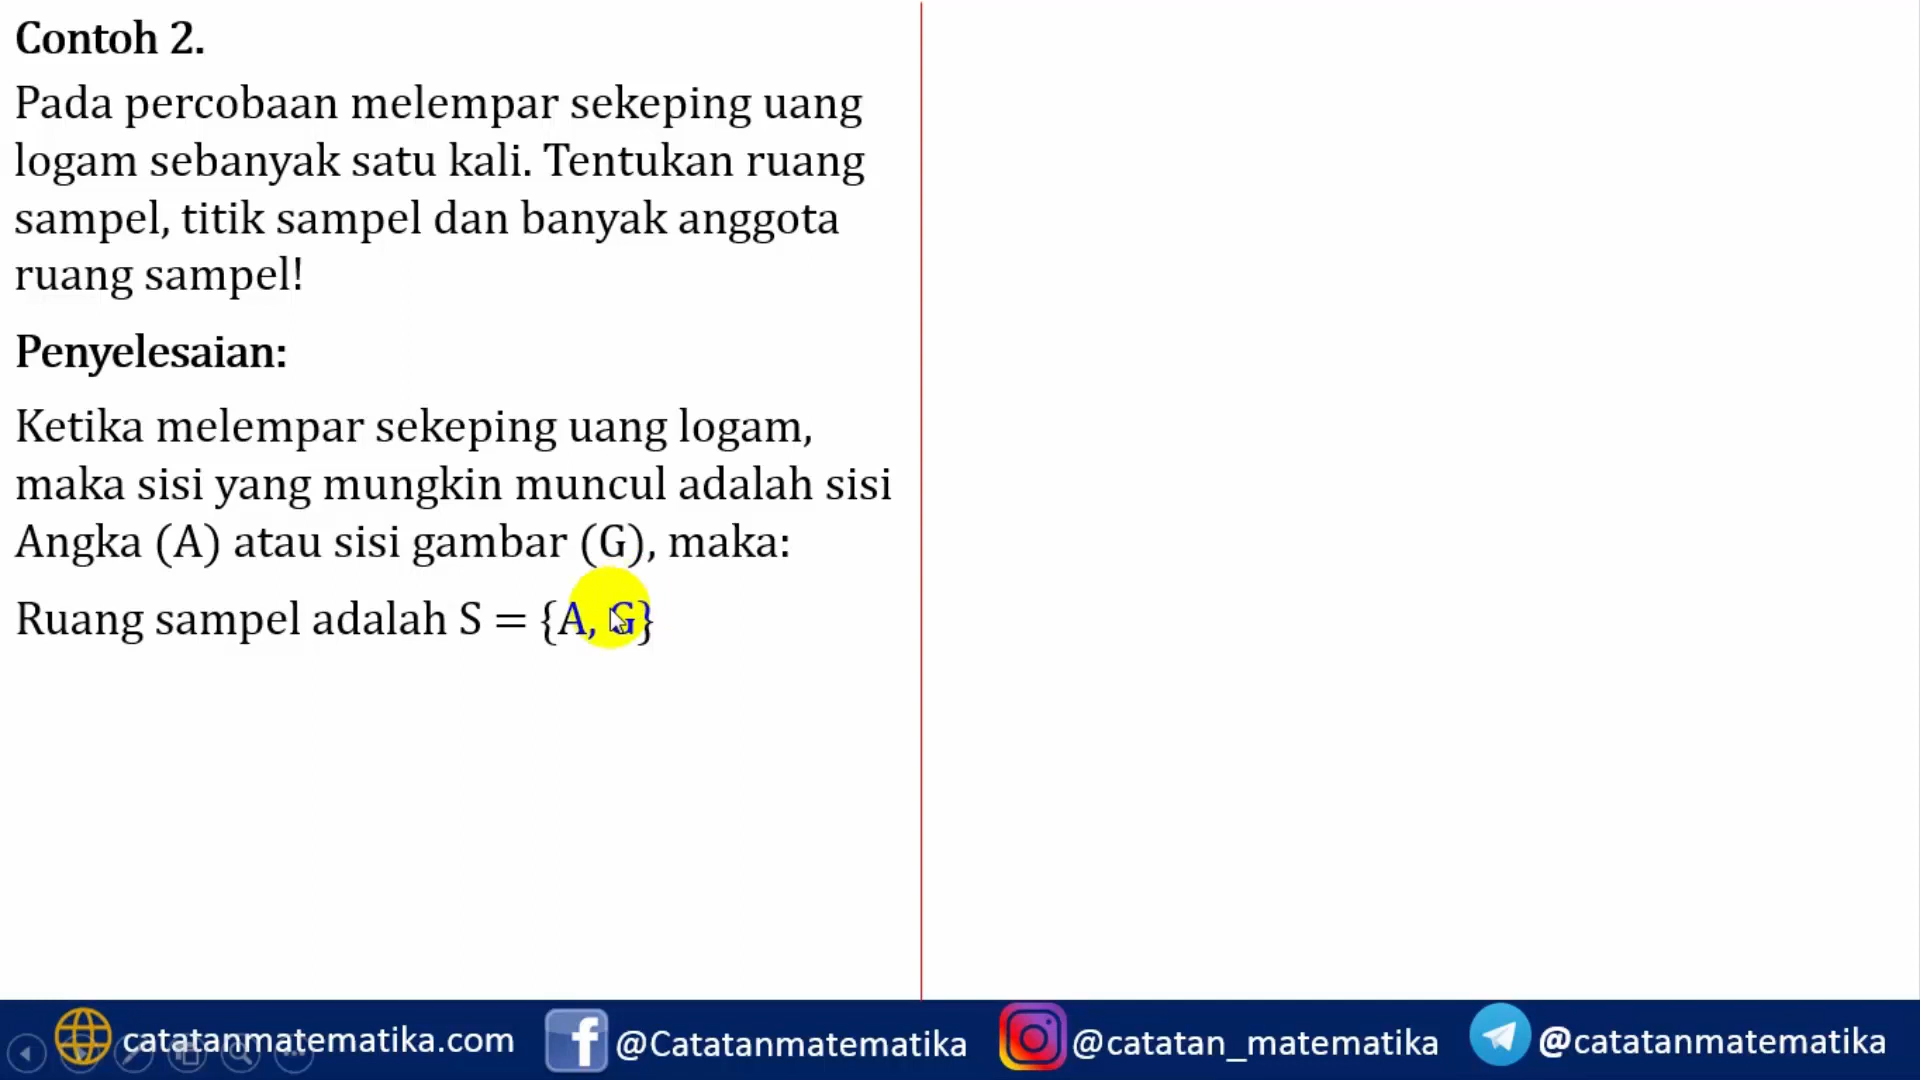 Contoh 2.
Pada percobaan melempar sekeping uang
logam sebanyak satu kali. Tentukan ruang
sampel, titik sampel dan banyak anggota
ruang sampel!
Penyelesaian:
Ketika melempar sekeping uang logam,
maka sisi yang mungkin muncul adalah sisi
Angka (A) atau sisi gambar (G), maka:
Ruang sampel adalah S = {A, G}
catatanmatematika.com
@Catatanmatematika
@catatan_matematika
@catatanmatematika